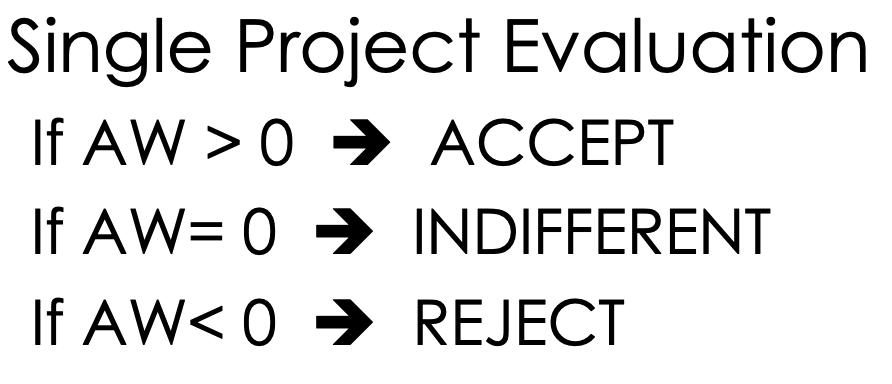 Single Project Evaluation
If AW > 0 ➔ ACCEPT
If AW= 0 ➔ INDIFFERENT
If AW< 0 ➔ REJECT